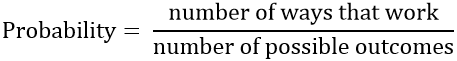 Probability = number of ways that work
number of possible outcomes